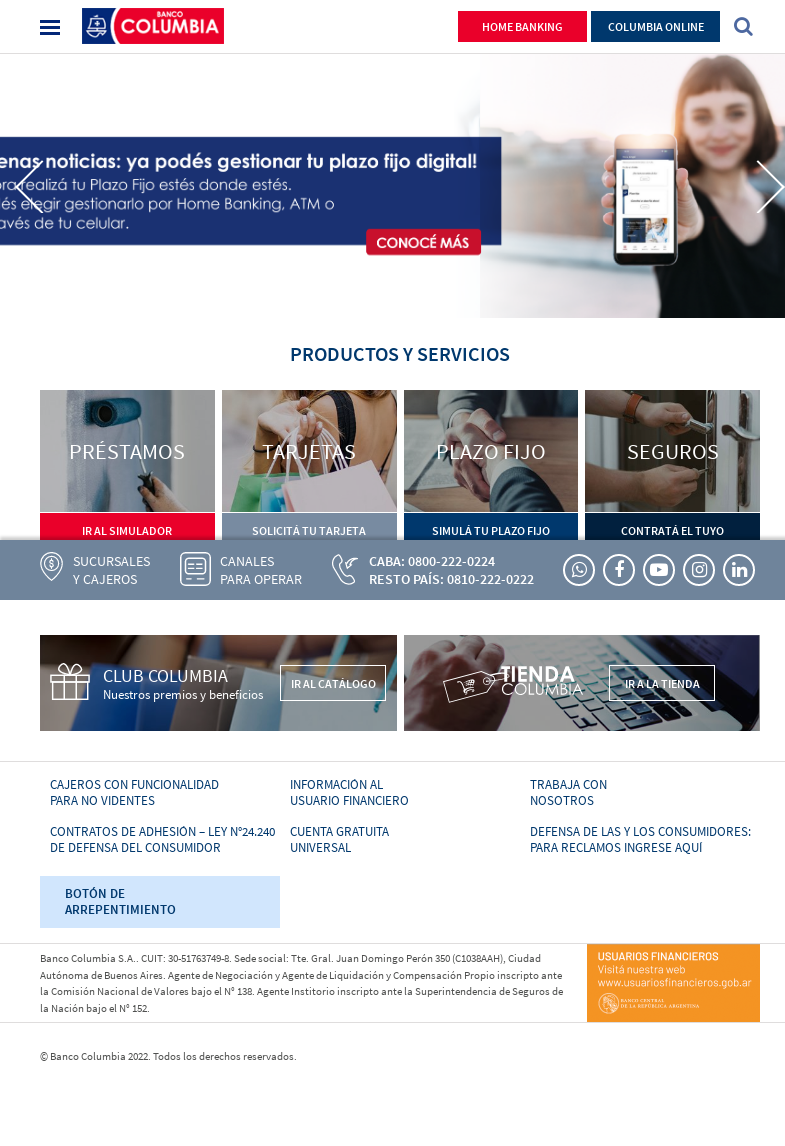 BANCO
COLUMBIA
HOME BANKING
COLUMBIA ONLINE
enas noticias: ya podés gestionar tu plazo fijo digital!
ora realizá tu Plazo Fijo estés donde estés.
és elegir gestionarlo por Home Banking, ATM o
ravés de tu celular.
CONOCÉ MÁS
PRODUCTOS Y SERVICIOS
PRÉSTAMOS
TARJETAS
PLAZO FIJO
SEGUROS
IR AL SIMULADOR
SOLICITÁ TU TARJETA
SIMULÁ TU PLAZO FIJO
CONTRATÁ EL TUYO
SUCURSALES
Y CAJEROS
CANALES
PARA OPERAR
CABA: 0800-222-0224
RESTO PAÍS: 0810-222-0222
CLUB COLUMBIA
Nuestros premios y beneficios
IR AL CATÁLOGO
TIENDA
COLUMBIA
IR A LA TIENDA
CAJEROS CON FUNCIONALIDAD
PARA NO VIDENTES
INFORMACIÓN AL
USUARIO FINANCIERO
TRABAJA CON
NOSOTROS
CONTRATOS DE ADHESIÓN – LEY N°24.240
DE DEFENSA DEL CONSUMIDOR
CUENTA GRATUITA
UNIVERSAL
DEFENSA DE LAS Y LOS CONSUMIDORES:
PARA RECLAMOS INGRESE AQUÍ
BOTÓN DE
ARREPENTIMIENTO
Banco Columbia S.A.. CUIT: 30-51763749-8. Sede social: Tte. Gral. Juan Domingo Perón 350 (C1038AAH), Ciudad
Autónoma de Buenos Aires. Agente de Negociación y Agente de Liquidación y Compensación Propio inscripto ante
la Comisión Nacional de Valores bajo el N° 138. Agente Institorio inscripto ante la Superintendencia de Seguros de
la Nación bajo el N° 152.
USUARIOS FINANCIEROS
Visitá nuestra web
www.usuariosfinancieros.gob.ar
BANCO CENTRAL
DE LA REPÚBLICA ARGENTINA
© Banco Columbia 2022. Todos los derechos reservados.